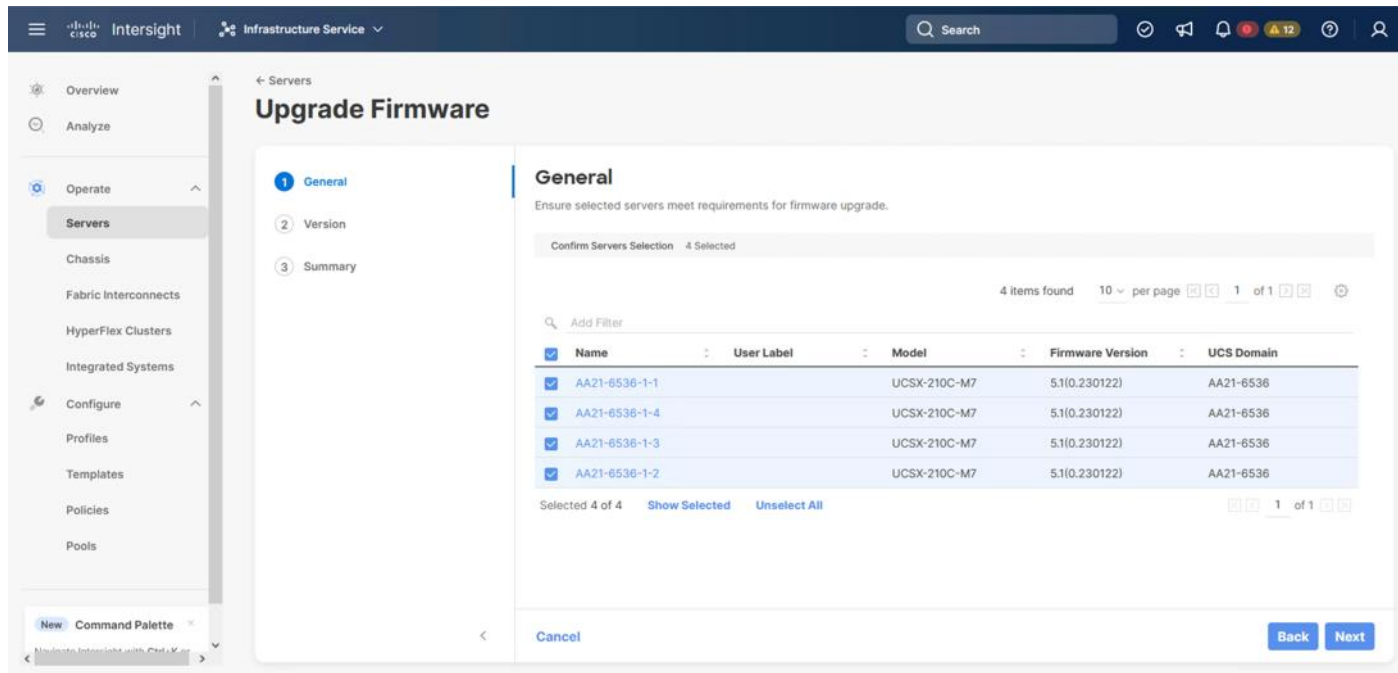 CISCO Intersight Infrastructure Service Search 12
Overview
Analyze
Operate
Servers
Chassis
Fabric Interconnects
HyperFlex Clusters
Integrated Systems
Configure
Profiles
Templates
Policies
Pools
New Command Palette
Navigate Intersight with Ctrl+K or
← Servers
Upgrade Firmware
1 General
2 Version
3 Summary
General
Ensure selected servers meet requirements for firmware upgrade.
Confirm Servers Selection 4 Selected
4 items found 10 per page 1 of 1
Add Filter
Name User Label Model Firmware Version UCS Domain
AA21-6536-1-1 UCSX-210C-M7 5.1(0.230122) AA21-6536
AA21-6536-1-4 UCSX-210C-M7 5.1(0.230122) AA21-6536
AA21-6536-1-3 UCSX-210C-M7 5.1(0.230122) AA21-6536
AA21-6536-1-2 UCSX-210C-M7 5.1(0.230122) AA21-6536
Selected 4 of 4 Show Selected Unselect All 1 of 1
Cancel Back Next